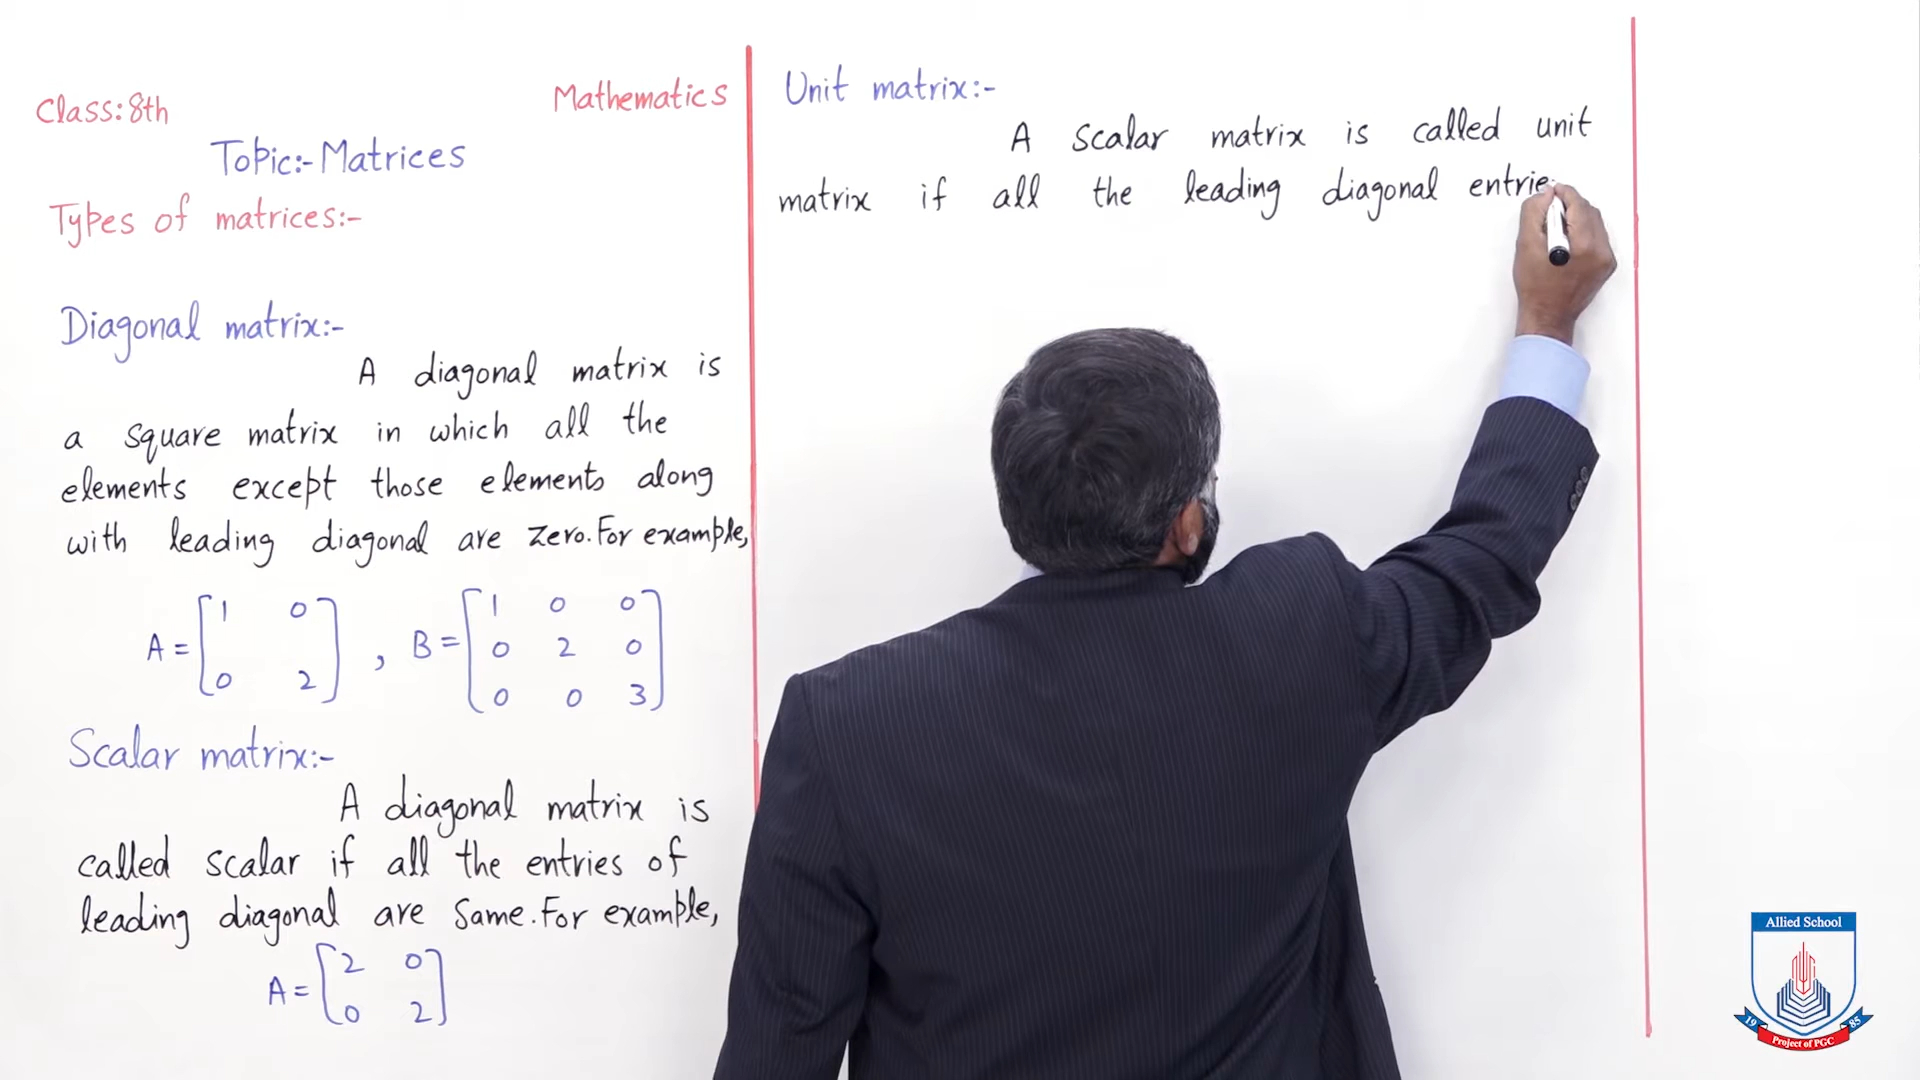 Class:8th
Mathematics
Topic:-Matrices
Types of matrices:-
Diagonal matrix:-
A diagonal matrix is
a square matrix in which all the
elements except those elements along
with leading diagonal are zero. For example,
A = [1 0
0 2] , B = [1 0 0
0 2 0
0 0 3]
Scalar matrix:-
A diagonal matrix is
called scalar if all the entries of
leading diagonal are same. For example,
A = [2 0
0 2]
Unit matrix:-
A scalar matrix is called unit
matrix if all the leading diagonal entrie
Allied School
19 85
Project of PGC